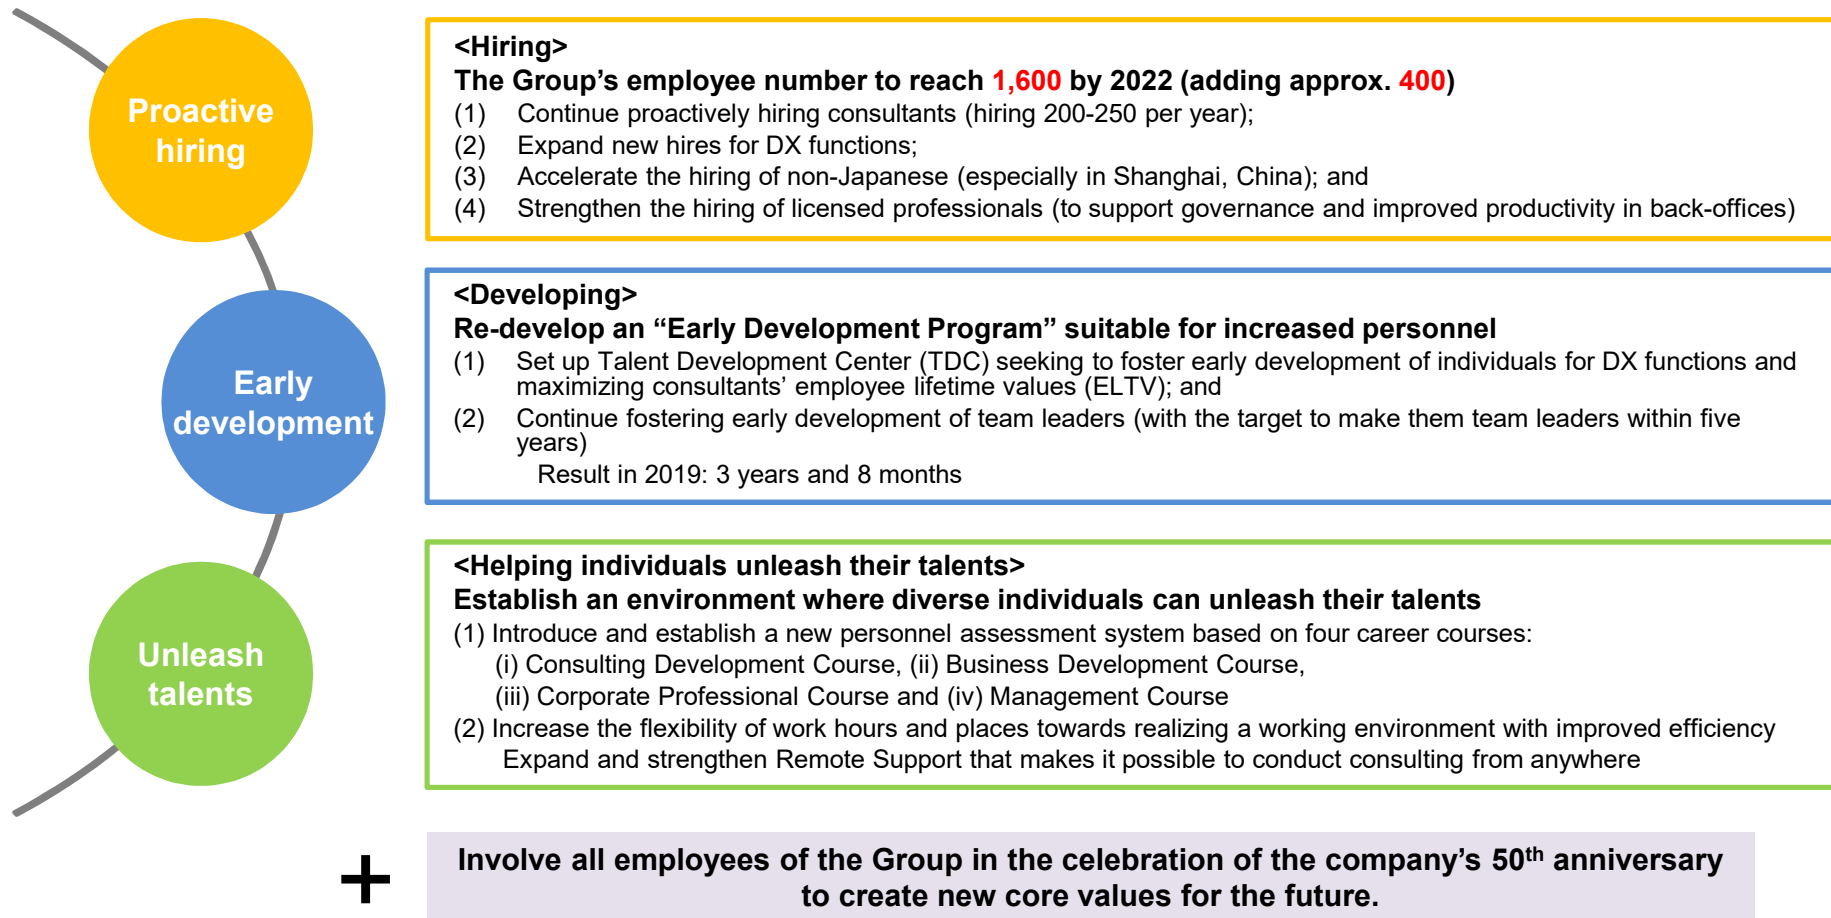 Proactive
hiring
<Hiring>
The Group’s employee number to reach 1,600 by 2022 (adding approx. 400)
(1) Continue proactively hiring consultants (hiring 200-250 per year);
(2) Expand new hires for DX functions;
(3) Accelerate the hiring of non-Japanese (especially in Shanghai, China); and
(4) Strengthen the hiring of licensed professionals (to support governance and improved productivity in back-offices)
Early
development
<Developing>
Re-develop an “Early Development Program” suitable for increased personnel
(1) Set up Talent Development Center (TDC) seeking to foster early development of individuals for DX functions and
maximizing consultants’ employee lifetime values (ELTV); and
(2) Continue fostering early development of team leaders (with the target to make them team leaders within five
years)
Result in 2019: 3 years and 8 months
Unleash
talents
<Helping individuals unleash their talents>
Establish an environment where diverse individuals can unleash their talents
(1) Introduce and establish a new personnel assessment system based on four career courses:
(i) Consulting Development Course, (ii) Business Development Course,
(iii) Corporate Professional Course and (iv) Management Course
(2) Increase the flexibility of work hours and places towards realizing a working environment with improved efficiency
Expand and strengthen Remote Support that makes it possible to conduct consulting from anywhere
+
Involve all employees of the Group in the celebration of the company’s 50th anniversary
to create new core values for the future.